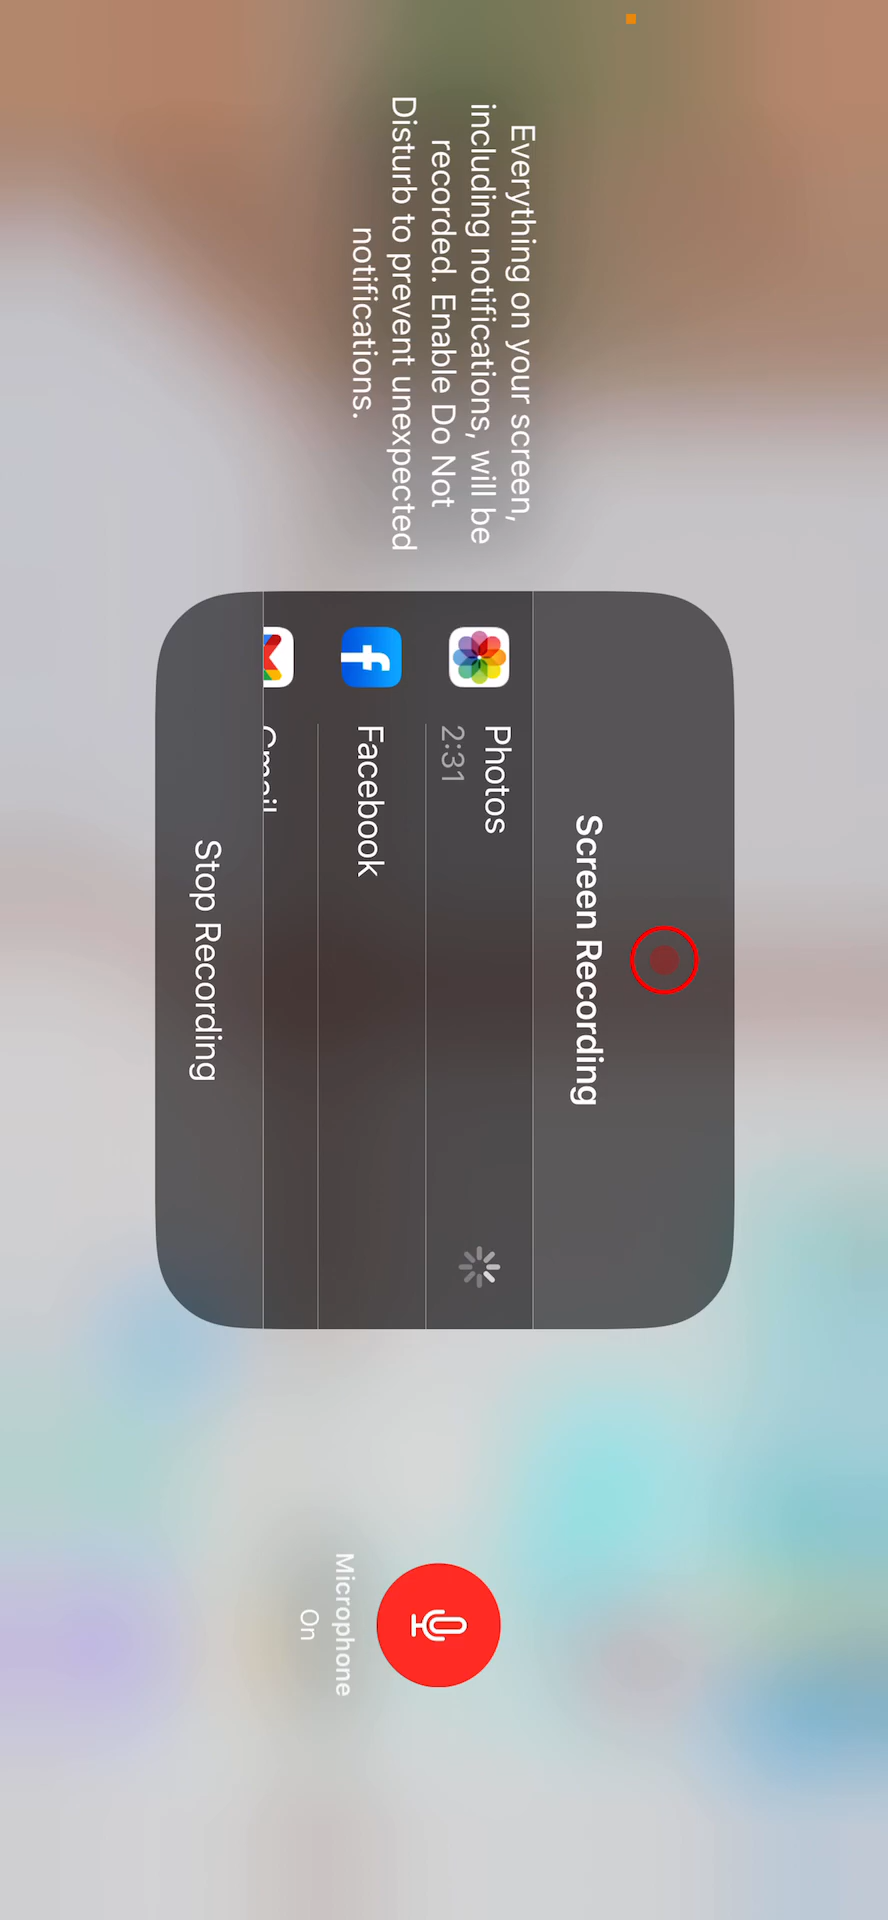 Everything on your screen,
including notifications, will be
recorded. Enable Do Not
Disturb to prevent unexpected
notifications.
Screen Recording
Photos
2:31
Facebook
Gmail
Stop Recording
Microphone
On